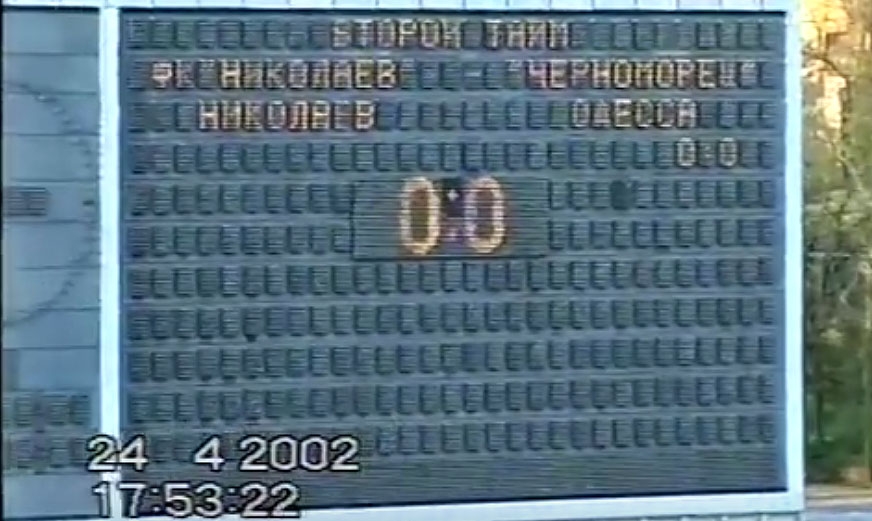 ВТОРОЙ ТАЙМ
ФК"НИКОЛАЕВ - "ЧЕРНОМОРЕЦ"
НИКОЛАЕВ ОДЕССА
0:0
0:0
24 4 2002
17:53:22